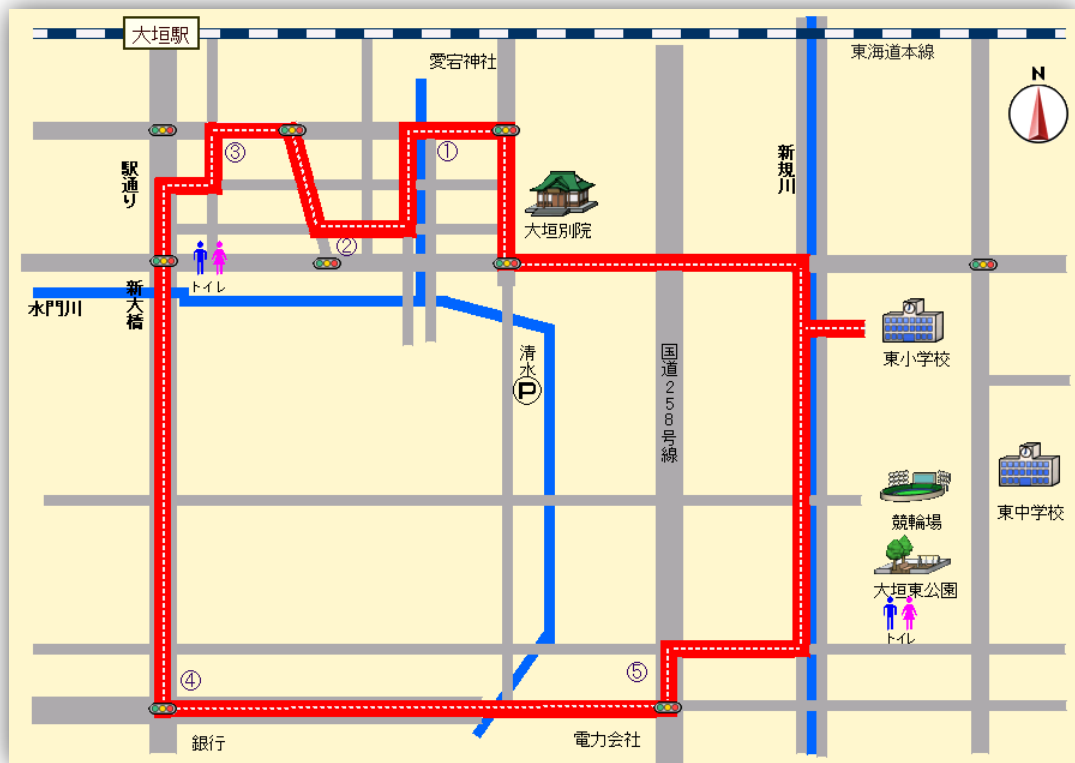 大垣駅
愛宕神社
東海道本線
N
①
③
新規川
駅通り
大垣別院
②
トイレ
新大橋
水門川
清水
P
国道258号線
東小学校
競輪場
東中学校
大垣東公園
トイレ
⑤
④
銀行
電力会社